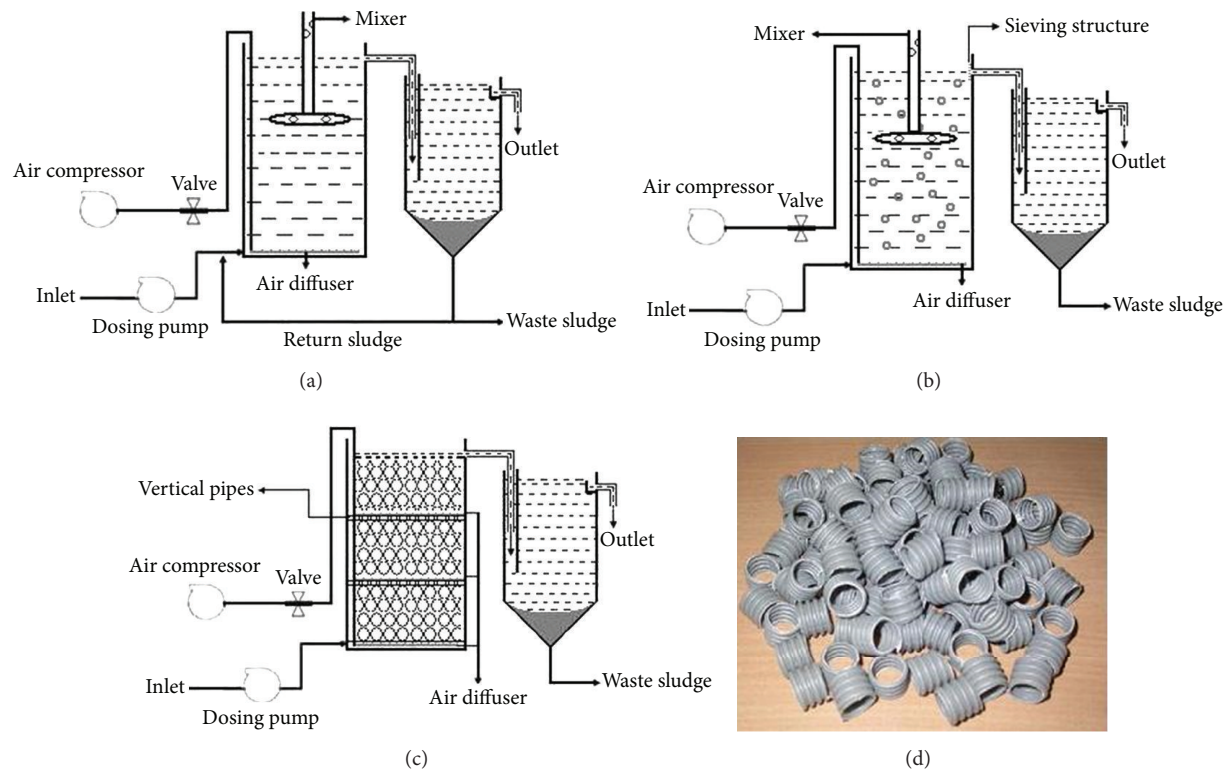 Mixer
Air compressor
Valve
Outlet
Inlet
Dosing pump
Air diffuser
Return sludge
Waste sludge
(a)
Mixer
Sieving structure
Air compressor
Valve
Outlet
Inlet
Dosing pump
Air diffuser
Waste sludge
(b)
Vertical pipes
Air compressor
Valve
Outlet
Inlet
Dosing pump
Air diffuser
Waste sludge
(c)
(d)